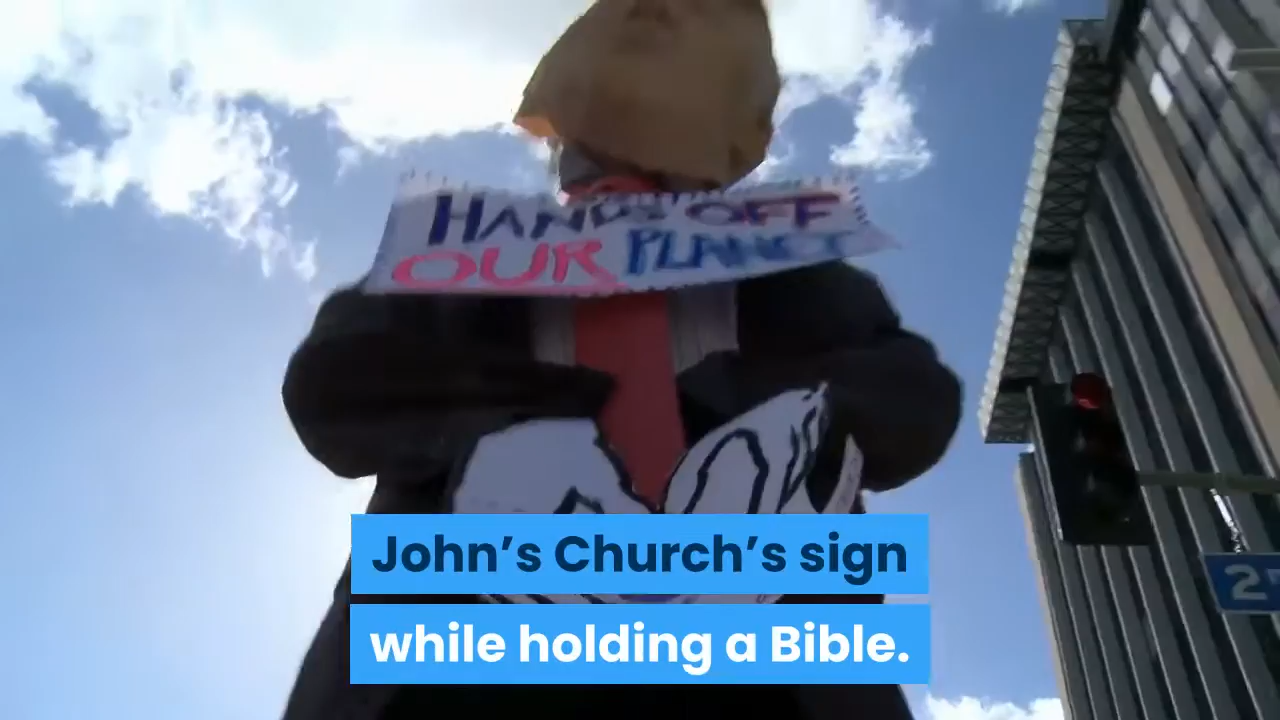 HANDS OFF
OUR PLANET
John’s Church’s sign
while holding a Bible.